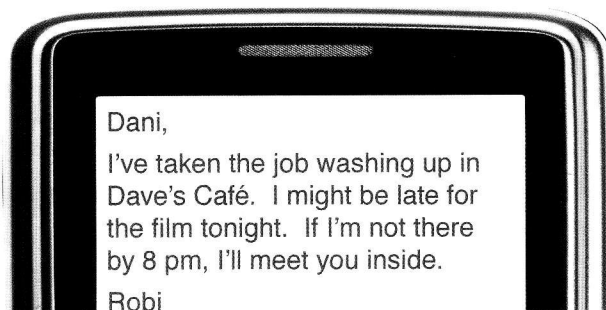 Dani,
I've taken the job washing up in
Dave's Café.  I might be late for
the film tonight.  If I'm not there
by 8 pm, I'll meet you inside.
Robi